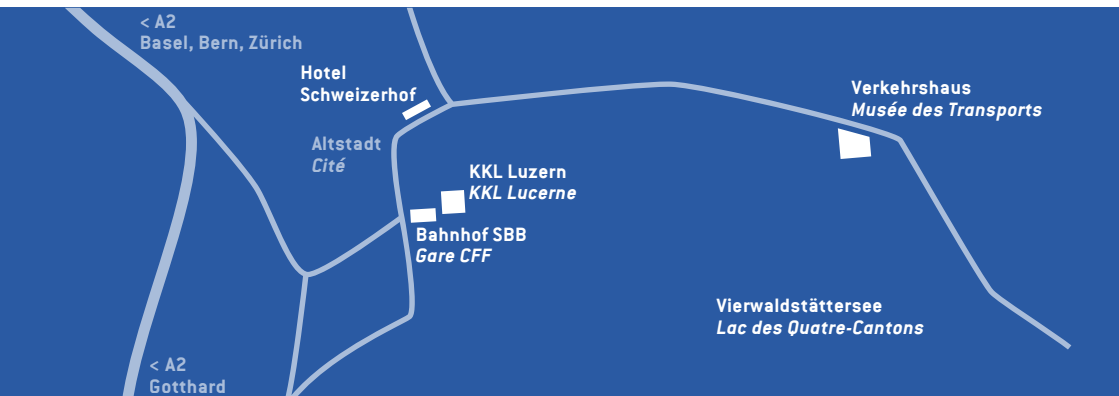 < A2
Basel, Bern, Zürich
Hotel
Schweizerhof
Verkehrshaus
Musée des Transports
Altstadt
Cité
KKL Luzern
KKL Lucerne
Bahnhof SBB
Gare CFF
Vierwaldstättersee
Lac des Quatre-Cantons
< A2
Gotthard